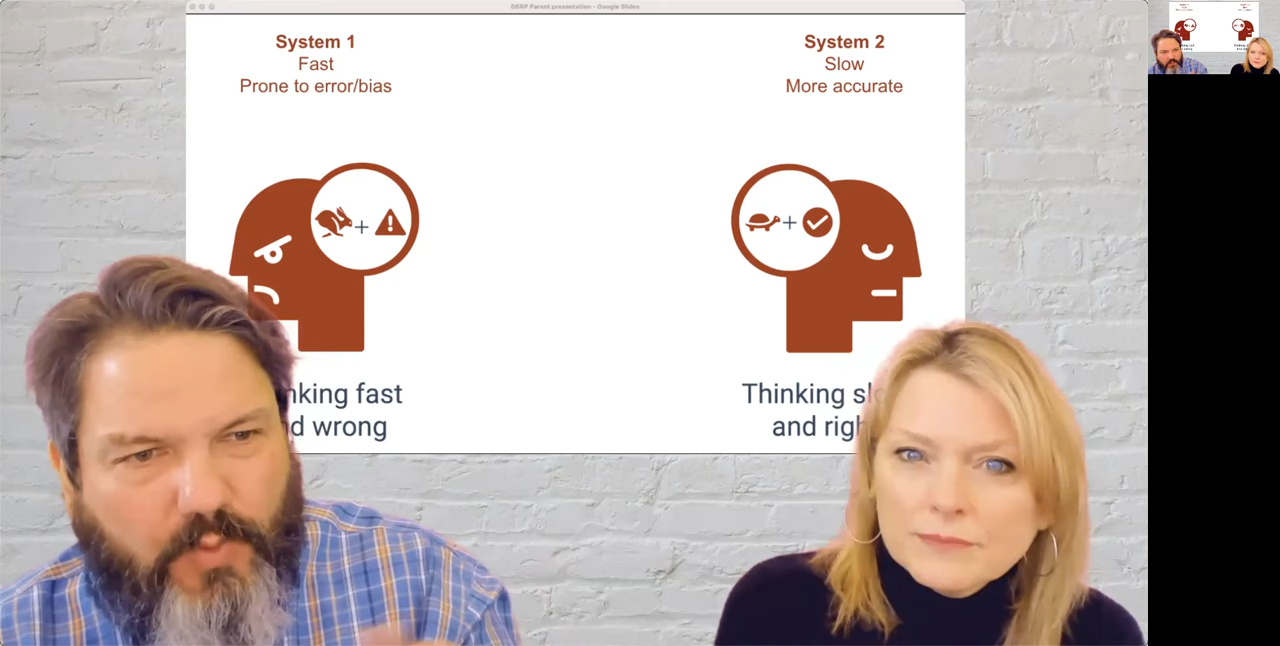 DSRP Parent presentation - Google Slides
System 1
Fast
Prone to error/bias
System 2
Slow
More accurate
nking fast
d wrong
Thinking sl
and righ